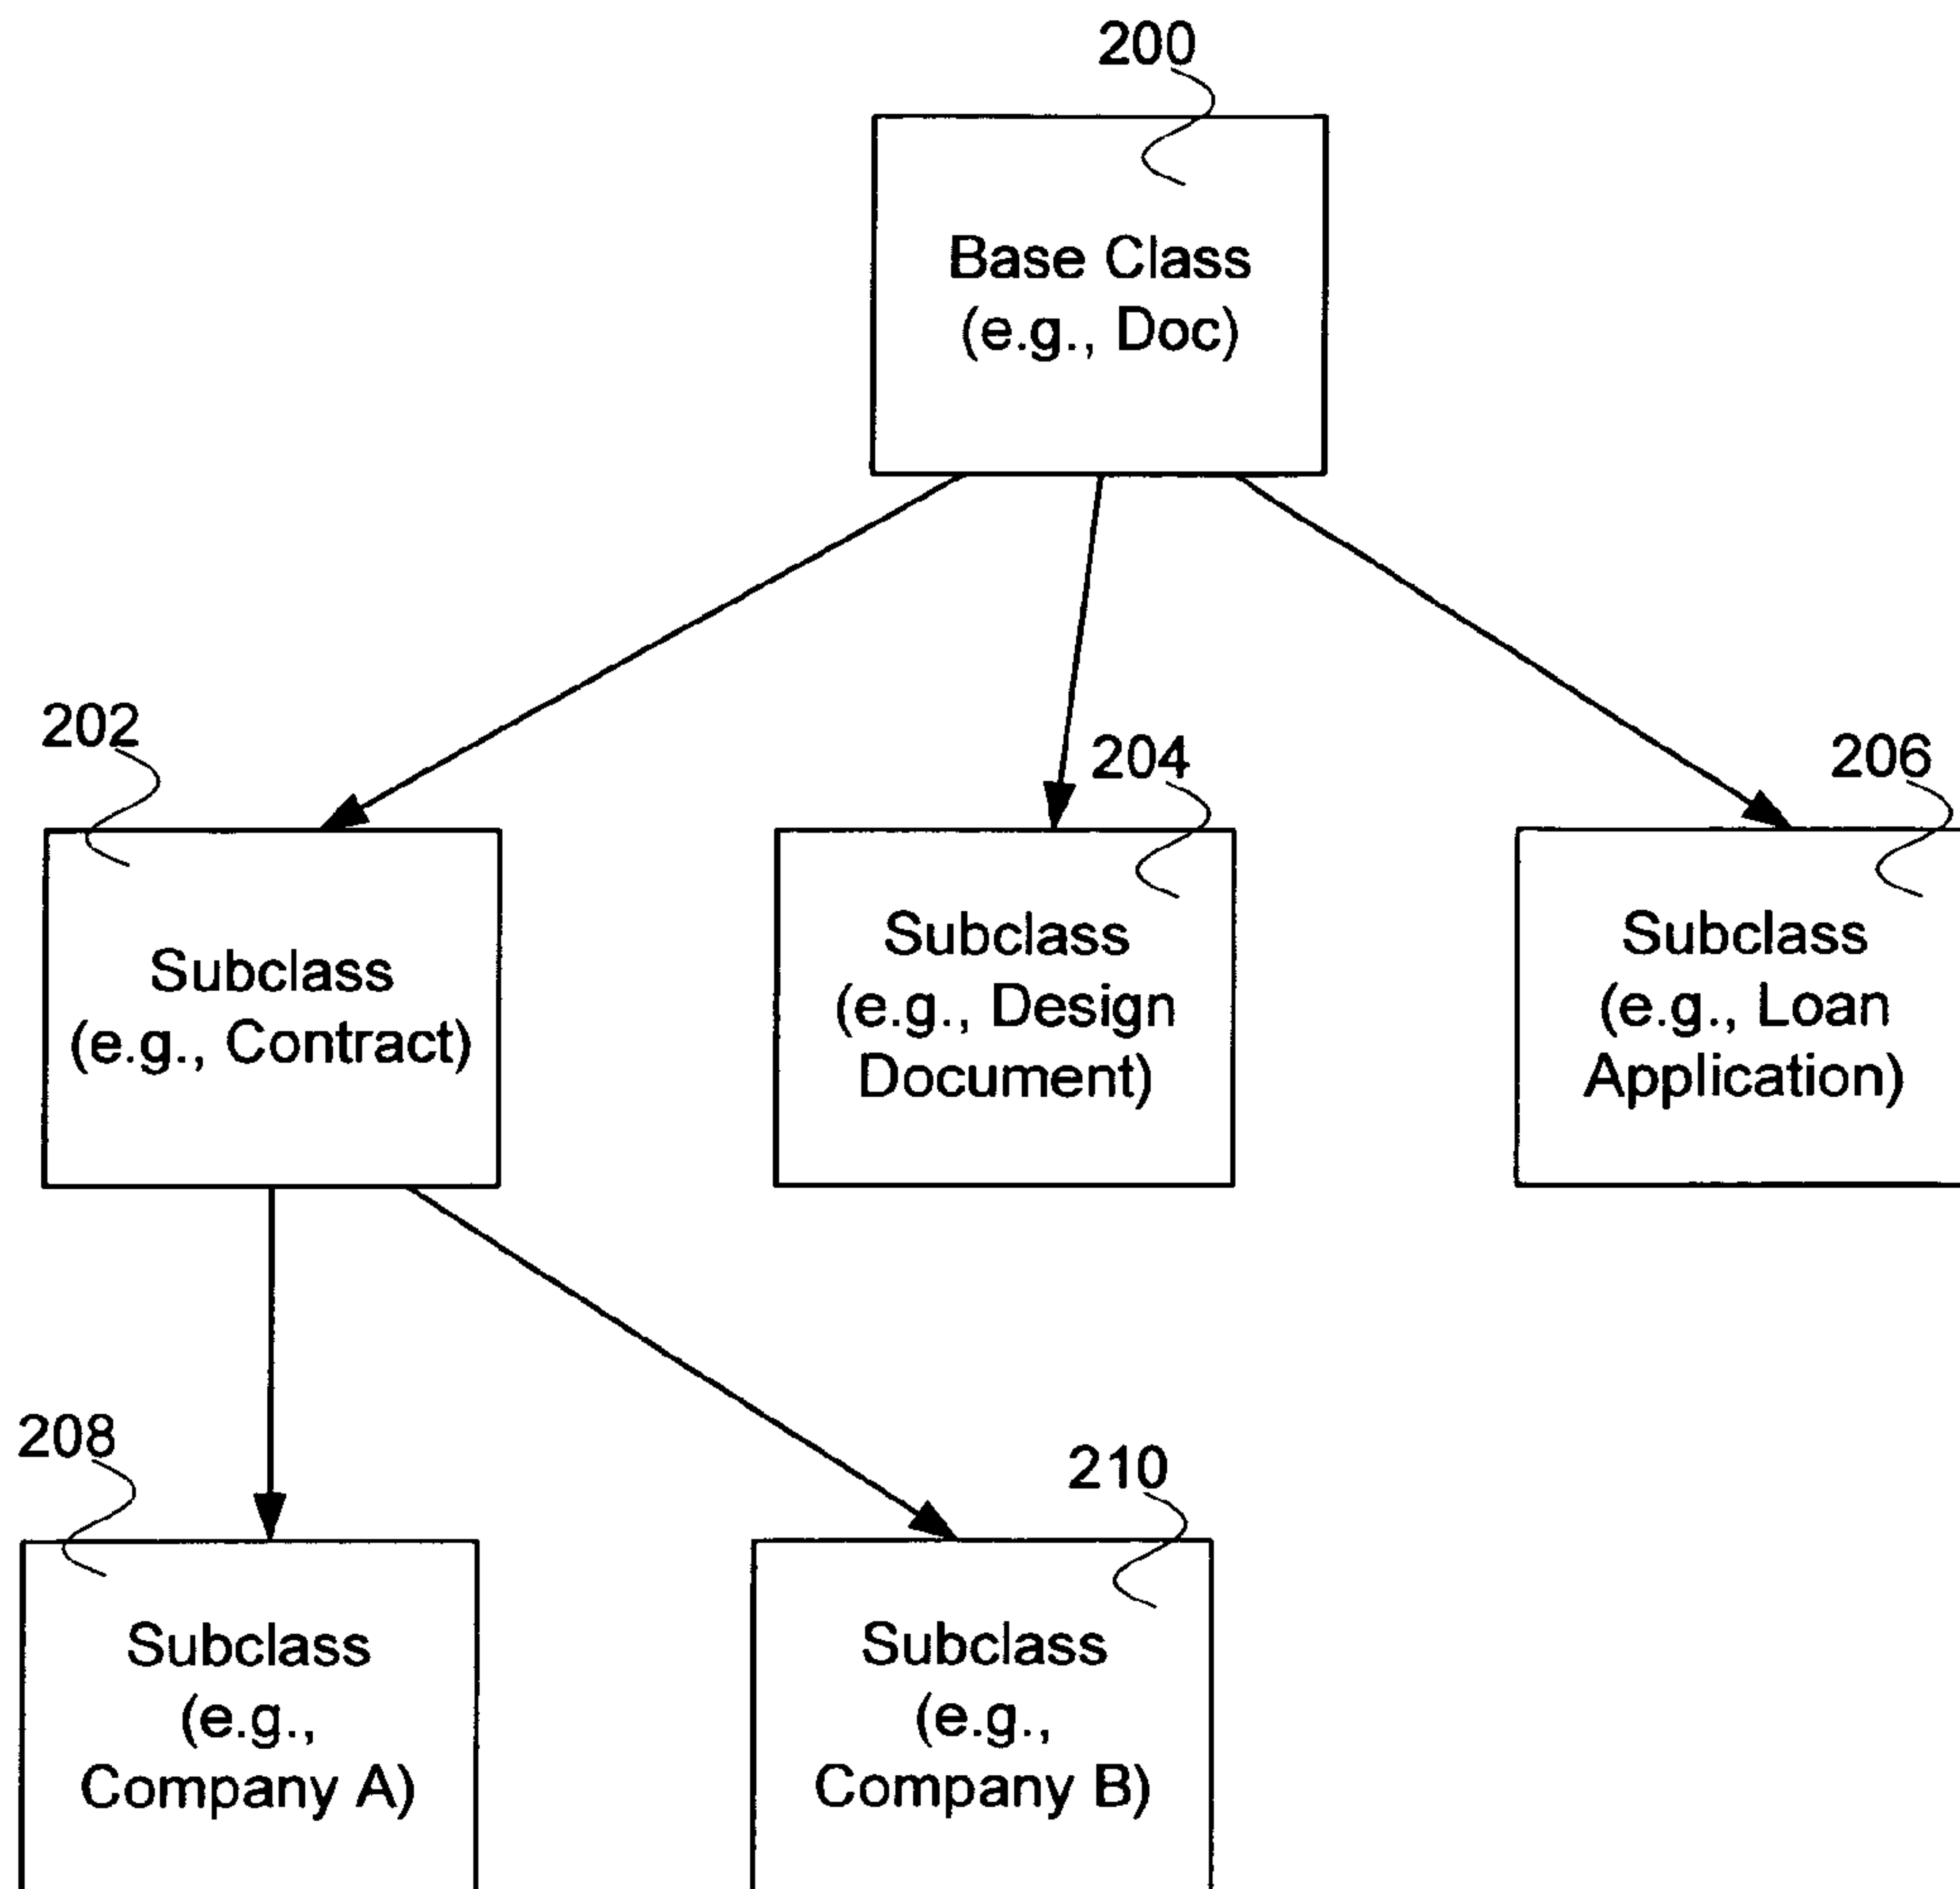 200
Base Class
(e.g., Doc)
202
204
206
Subclass
(e.g., Contract)
Subclass
(e.g., Design
Document)
Subclass
(e.g., Loan
Application)
208
210
Subclass
(e.g.,
Company A)
Subclass
(e.g.,
Company B)